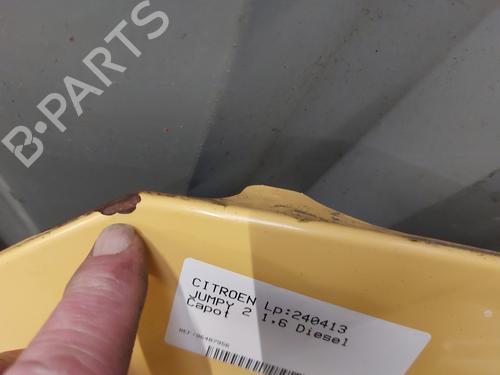 B-PARTS
CITROEN Lp:240413
JUMPY 2 1.6 Diesel
Capot